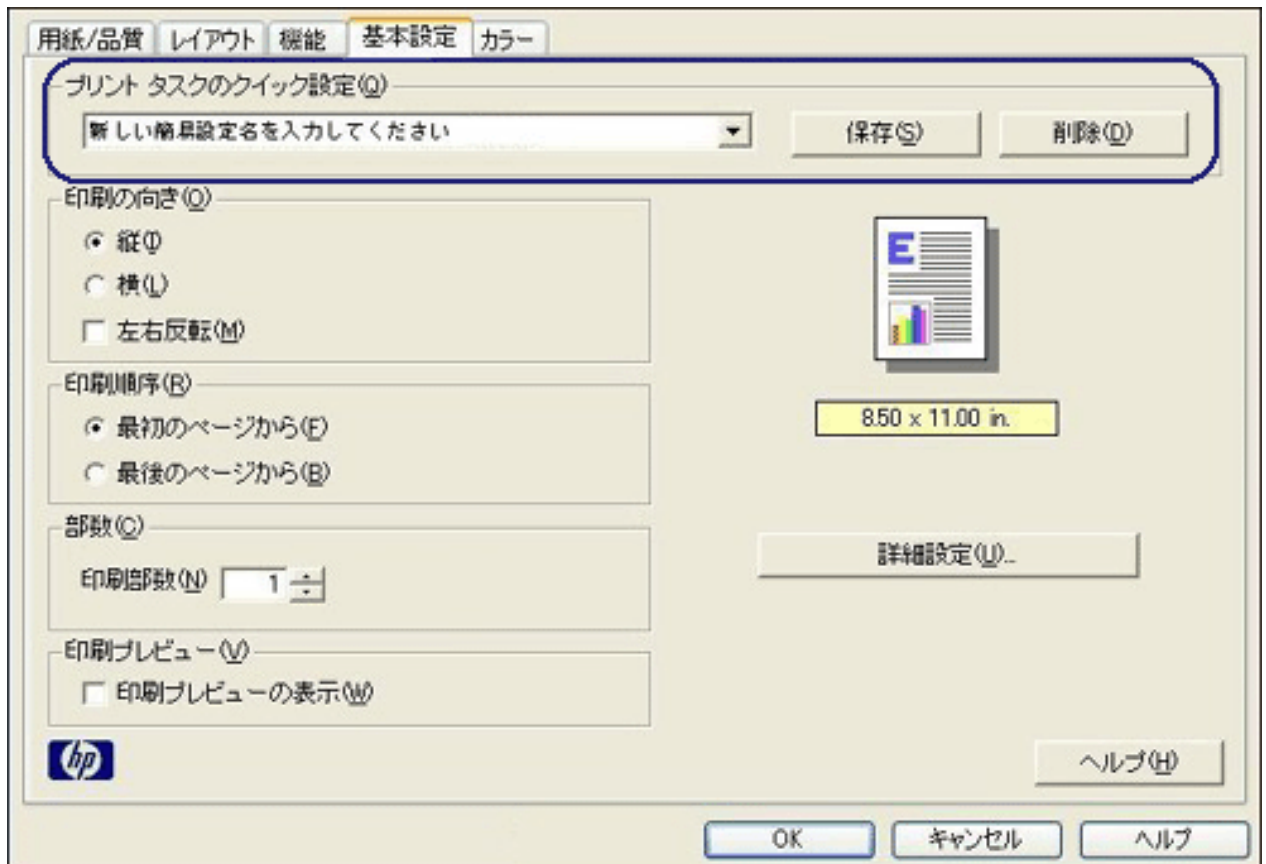 用紙/品質 レイアウト 機能 基本設定 カラー
プリント タスクのクイック設定(Q)
新しい簡易設定名を入力してください 保存(S) 削除(D)
印刷の向き(O)
縦(T)
横(L)
左右反転(M)
E
印刷順序(R)
最初のページから(F)
8.50 x 11.00 in.
最後のページから(B)
部数(C)
印刷部数(N) 1
詳細設定(U)...
印刷プレビュー(V)
印刷プレビューの表示(W)
hp
ヘルプ(H)
OK キャンセル ヘルプ